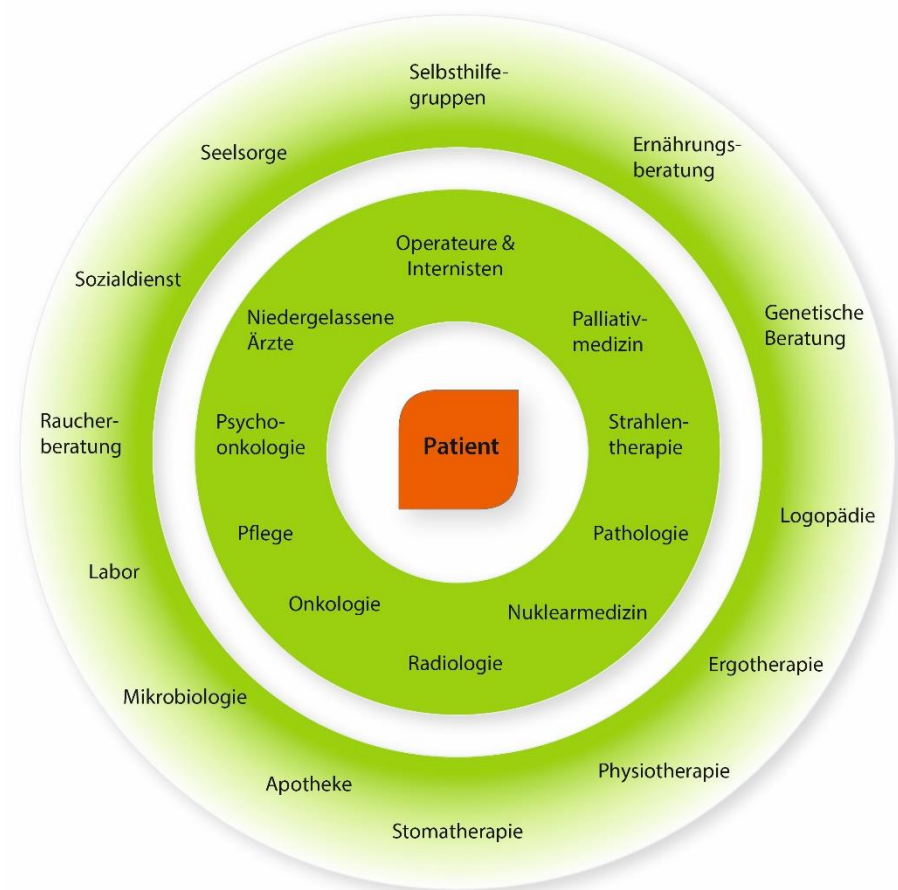 Selbsthilfe-
gruppen
Ernährungs-
beratung
Genetische
Beratung
Logopädie
Ergotherapie
Physiotherapie
Stomatherapie
Apotheke
Mikrobiologie
Labor
Raucher-
beratung
Sozialdienst
Seelsorge
Operateure &
Internisten
Palliativ-
medizin
Strahlen-
therapie
Pathologie
Nuklearmedizin
Radiologie
Onkologie
Pflege
Psycho-
onkologie
Niedergelassene
Ärzte
Patient